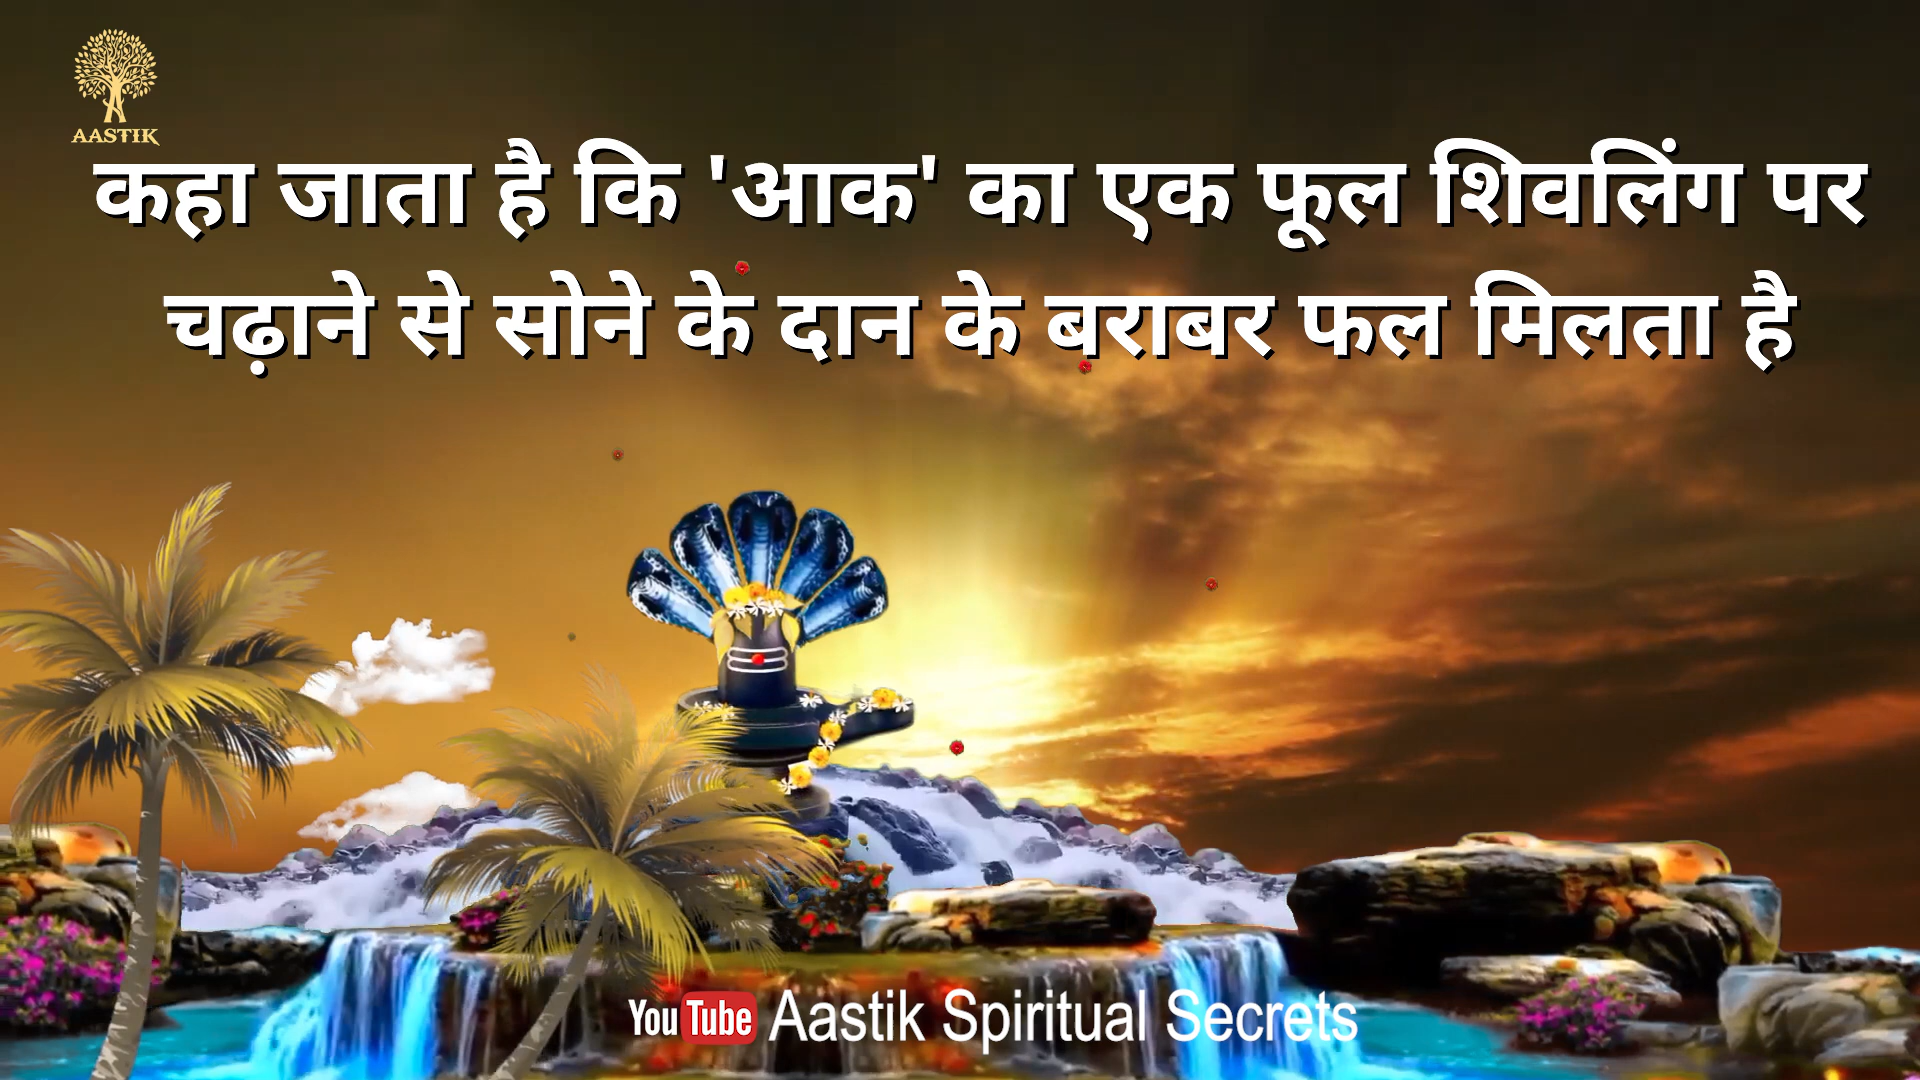 AASTIK
कहा जाता है कि 'आक' का एक फूल शिवलिंग पर
चढ़ाने से सोने के दान के बराबर फल मिलता है
YouTube Aastik Spiritual Secrets